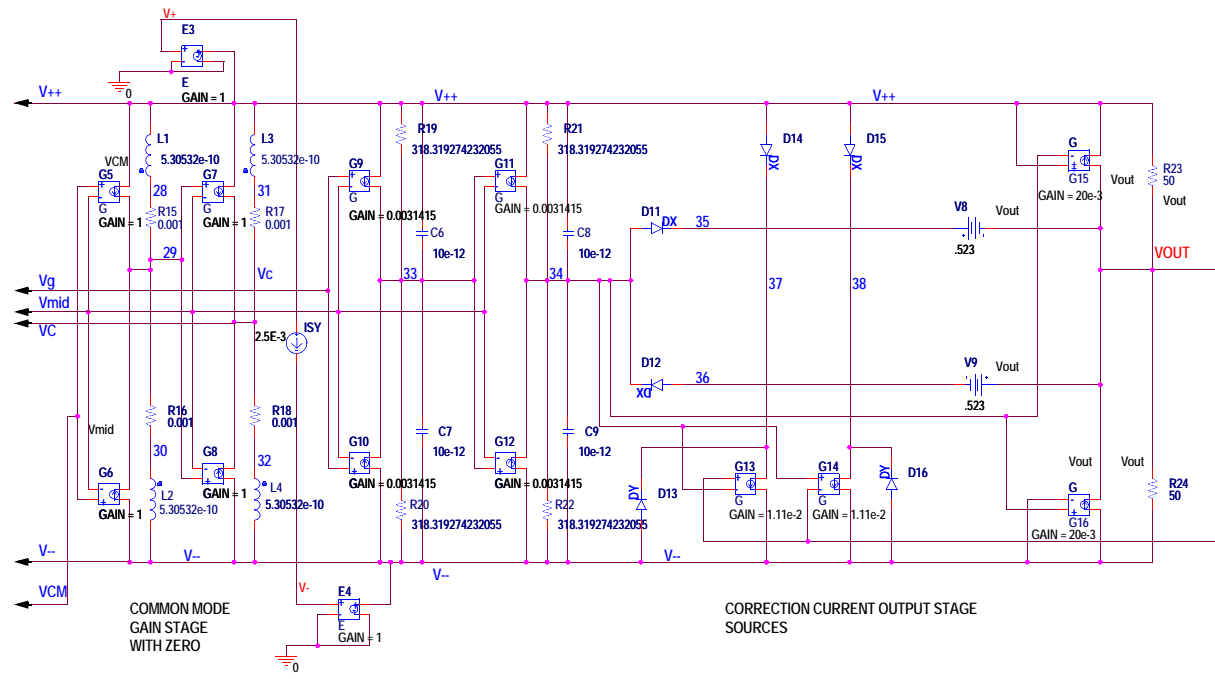 V+
E3
0
E
GAIN = 1
V++
V++
V++
L1
5.30532e-10
L3
5.30532e-10
R19
318.319274232055
R21
318.319274232055
D14
DX
D15
DX
G
G15
GAIN = 20e-3
Vout
R23
50
Vout
VCM
G5
G
GAIN = 1
28
R15
0.001
G7
G
GAIN = 1
31
R17
0.001
G9
G
GAIN = 0.0031415
G11
G
GAIN = 0.0031415
C6
10e-12
C8
10e-12
D11
DX
35
V8
.523
Vout
29
Vc
33
34
37
38
VOUT
Vg
Vmid
VC
2.5E-3
ISY
D12
DX
36
V9
.523
Vout
R16
0.001
R18
0.001
Vmid
30
32
G6
G
GAIN = 1
L2
5.30532e-10
G8
GAIN = 1
L4
5.30532e-10
G10
GAIN = 0.0031415
C7
10e-12
R20
318.319274232055
G12
GAIN = 0.0031415
C9
10e-12
R22
318.319274232055
DY
D13
G13
G
GAIN = 1.11e-2
G14
G
GAIN = 1.11e-2
DY
D16
Vout
G
G16
GAIN = 20e-3
Vout
R24
50
V--
V--
V--
V--
VCM
V-
E4
E
GAIN = 1
0
COMMON MODE
GAIN STAGE
WITH ZERO
CORRECTION CURRENT OUTPUT STAGE
SOURCES